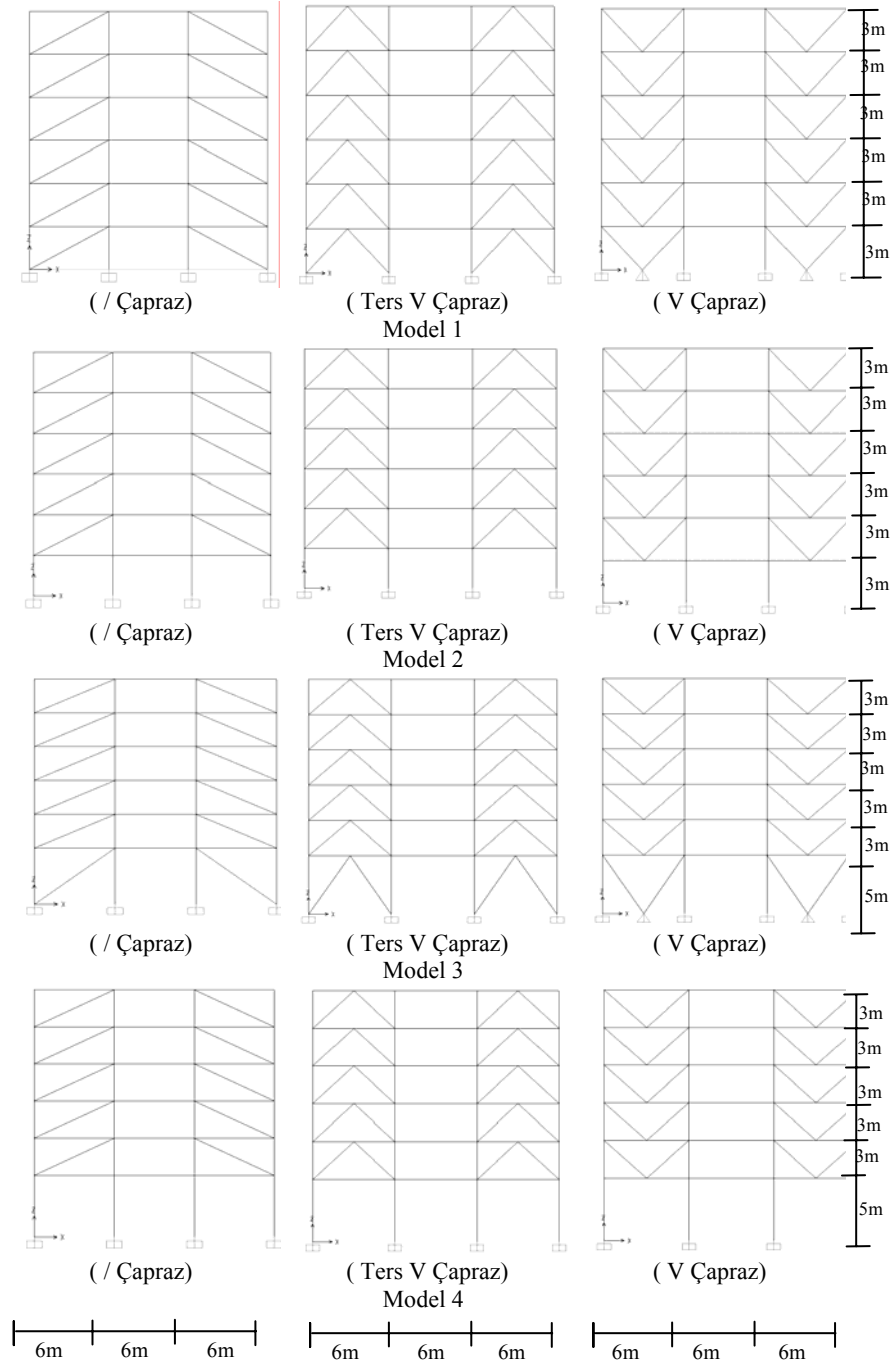 3m
3m
3m
3m
3m
3m
Z
X
( / Çapraz) ( Ters V Çapraz) ( V Çapraz)
Model 1
3m
3m
3m
3m
3m
3m
Z
X
( / Çapraz) ( Ters V Çapraz) ( V Çapraz)
Model 2
3m
3m
3m
3m
3m
5m
Z
X
( / Çapraz) ( Ters V Çapraz) ( V Çapraz)
Model 3
3m
3m
3m
3m
3m
5m
Z
X
( / Çapraz) ( Ters V Çapraz) ( V Çapraz)
Model 4
6m 6m 6m 6m 6m 6m 6m 6m 6m